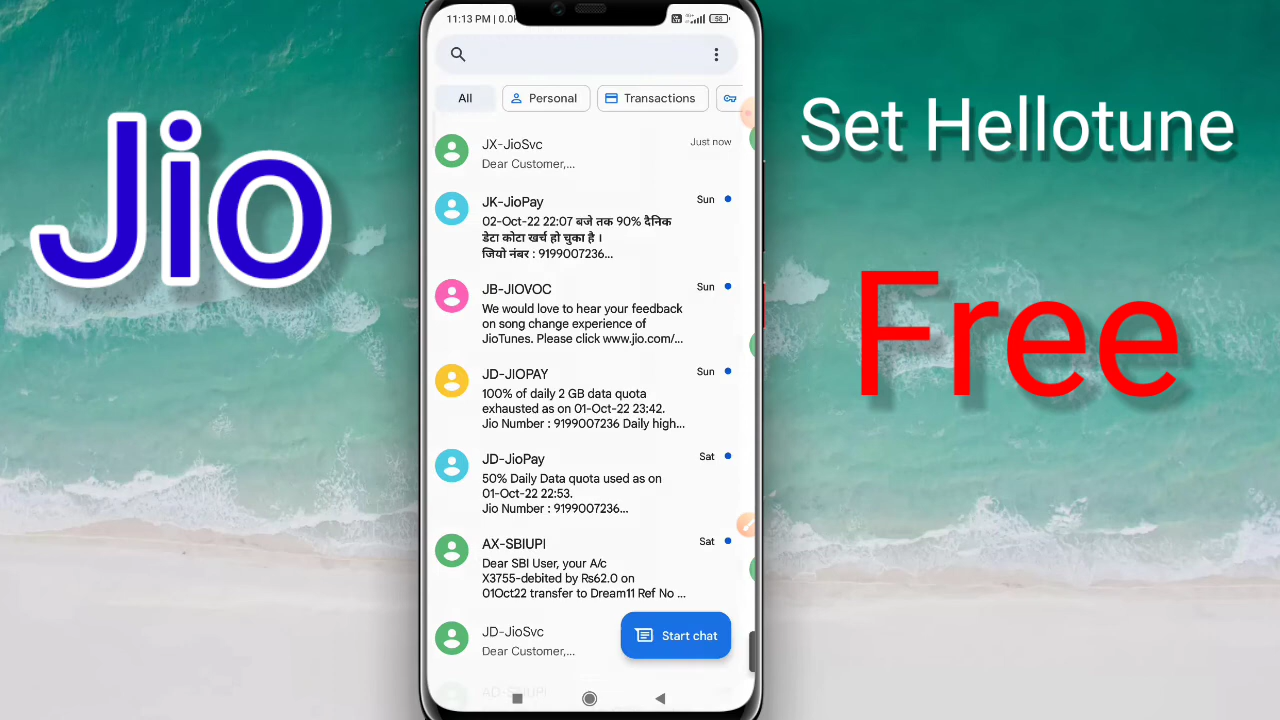 Jio
Set Hellotune
Free
11:13 PM | 0.0
58
All
Personal
Transactions
JX-JioSvc
Just now
Dear Customer,...
JK-JioPay
Sun
02-Oct-22 22:07 बजे तक 90% दैनिक
डेटा कोटा खर्च हो चुका है ।
जियो नंबर : 9199007236...
JB-JIOVOC
Sun
We would love to hear your feedback
on song change experience of
JioTunes. Please click www.jio.com/...
JD-JIOPAY
Sun
100% of daily 2 GB data quota
exhausted as on 01-Oct-22 23:42.
Jio Number : 9199007236 Daily high...
JD-JioPay
Sat
50% Daily Data quota used as on
01-Oct-22 22:53.
Jio Number : 9199007236...
AX-SBIUPI
Sat
Dear SBI User, your A/c
X3755-debited by Rs62.0 on
01Oct22 transfer to Dream11 Ref No ...
JD-JioSvc
Dear Customer,...
Start chat
AD-SBIUPI